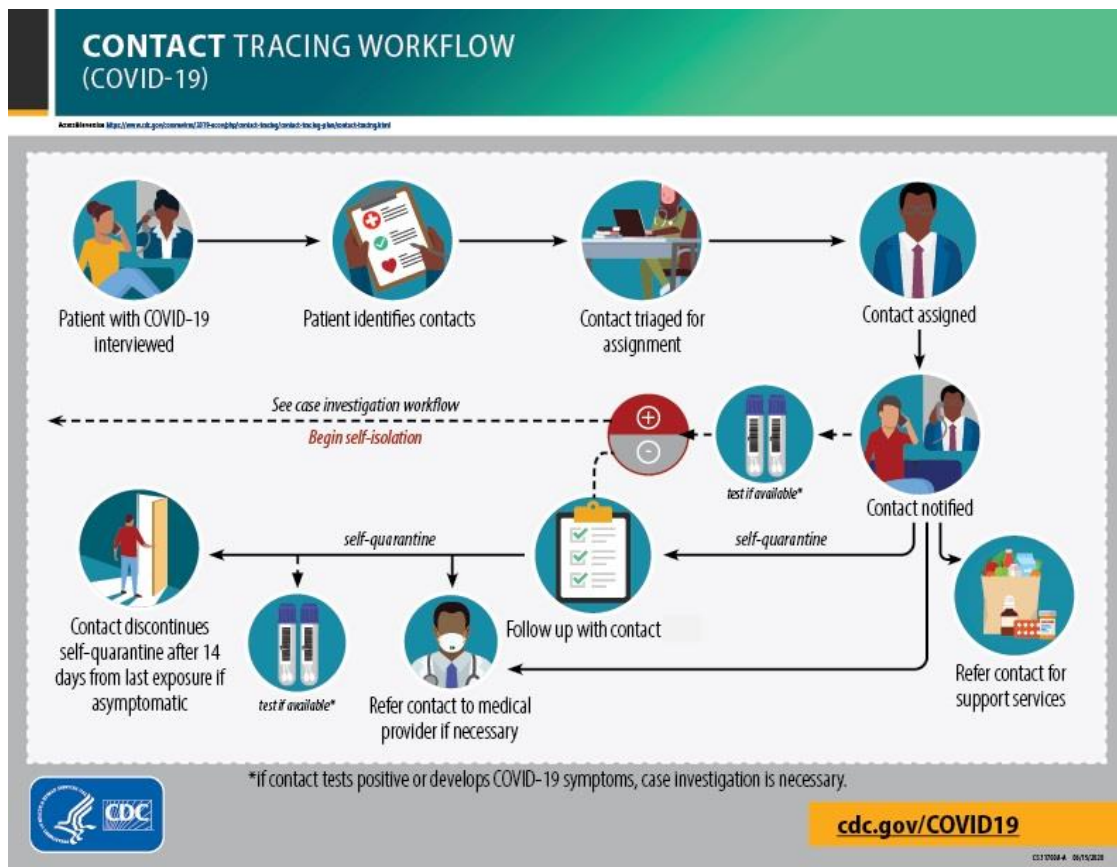 CONTACT TRACING WORKFLOW
(COVID-19)
Patient with COVID-19
interviewed
Patient identifies contacts
Contact triaged for
assignment
Contact assigned
See case investigation workflow
Begin self-isolation
+
-
test if available*
Contact notified
self-quarantine
self-quarantine
Contact discontinues
self-quarantine after 14
days from last exposure if
asymptomatic
test if available*
Refer contact to medical
provider if necessary
Follow up with contact
Refer contact for
support services
*if contact tests positive or develops COVID-19 symptoms, case investigation is necessary.
CDC
cdc.gov/COVID19